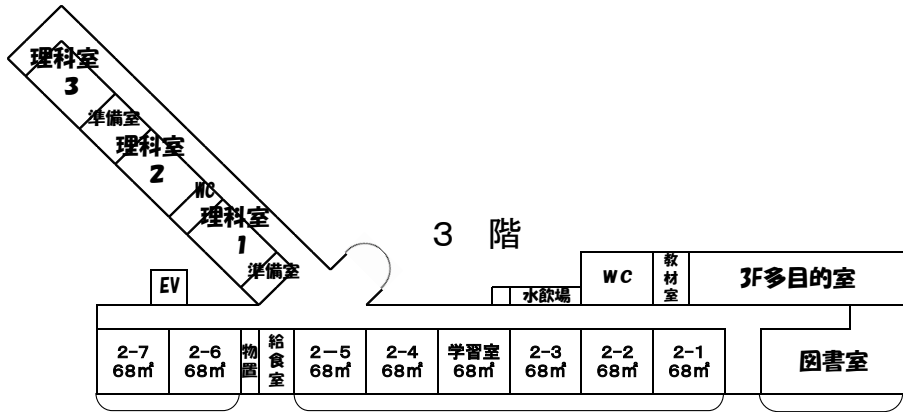 理科室
3
準備室
理科室
2
WC
理科室
1
準備室
3 階
EV
水飲場
WC
教材室
3F多目的室
2-7
68㎡
2-6
68㎡
物置
給食室
2-5
68㎡
2-4
68㎡
学習室
68㎡
2-3
68㎡
2-2
68㎡
2-1
68㎡
図書室